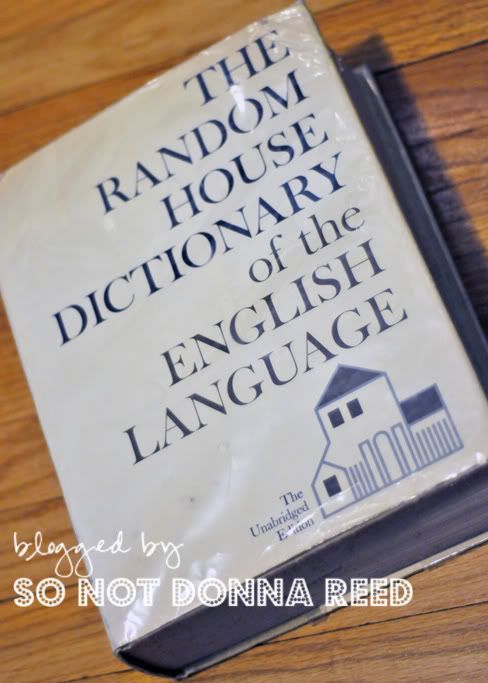 THE
RANDOM
HOUSE
DICTIONARY
of the
ENGLISH
LANGUAGE
The
Unabridged
Edition
blogged by
SO NOT DONNA REED